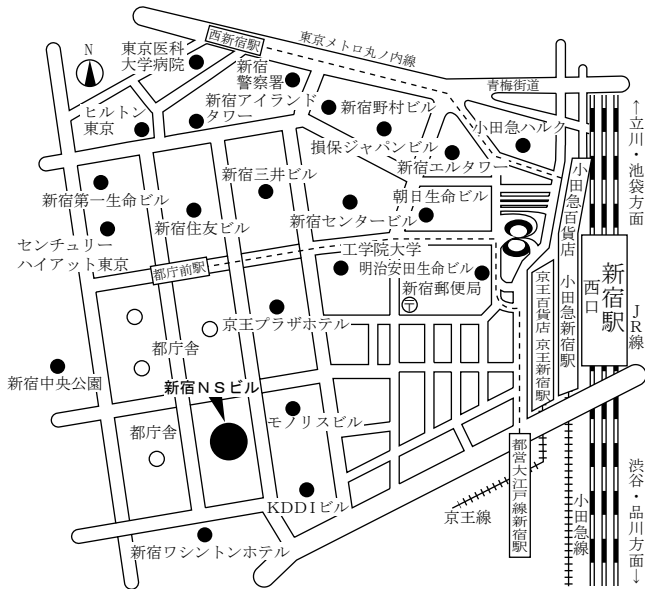 東京メトロ丸ノ内線
西新宿駅
N
東京医科
大学病院
新宿
警察署
青梅街道
←立川・池袋方面
ヒルトン
東京
新宿アイランド
タワー
新宿野村ビル
小田急ハルク
損保ジャパンビル
新宿エルタワー
新宿三井ビル
朝日生命ビル
小田急百貨店
新宿第一生命ビル
新宿住友ビル
新宿センタービル
センチュリー
ハイアット東京
都庁前駅
工学院大学
明治安田生命ビル
新宿郵便局
〒
京王百貨店
京王新宿駅
小田急新宿駅
西口
新宿駅
JR線
京王プラザホテル
都庁舎
新宿中央公園
新宿NSビル
都庁舎
モノリスビル
KDDIビル
都営大江戸線新宿駅
京王線
小田急線
渋谷・品川方面→
新宿ワシントンホテル